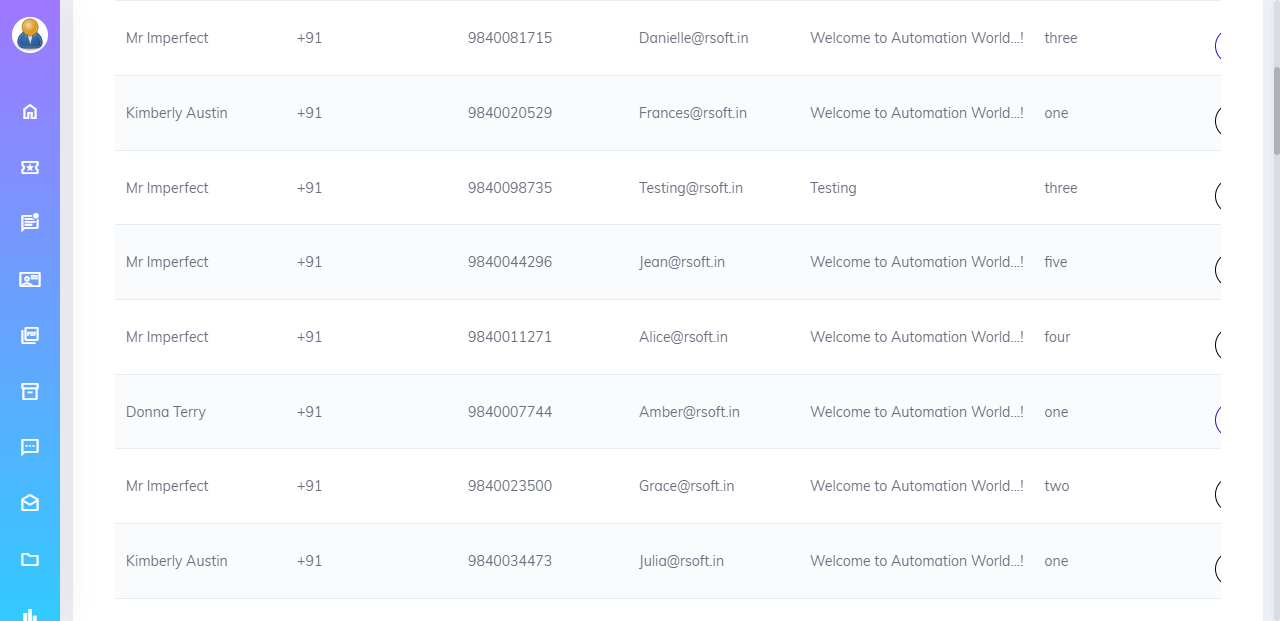 Mr Imperfect +91 9840081715 Danielle@rsoft.in Welcome to Automation World...! three
Kimberly Austin +91 9840020529 Frances@rsoft.in Welcome to Automation World...! one
Mr Imperfect +91 9840098735 Testing@rsoft.in Testing three
Mr Imperfect +91 9840044296 Jean@rsoft.in Welcome to Automation World...! five
Mr Imperfect +91 9840011271 Alice@rsoft.in Welcome to Automation World...! four
Donna Terry +91 9840007744 Amber@rsoft.in Welcome to Automation World...! one
Mr Imperfect +91 9840023500 Grace@rsoft.in Welcome to Automation World...! two
Kimberly Austin +91 9840034473 Julia@rsoft.in Welcome to Automation World...! one